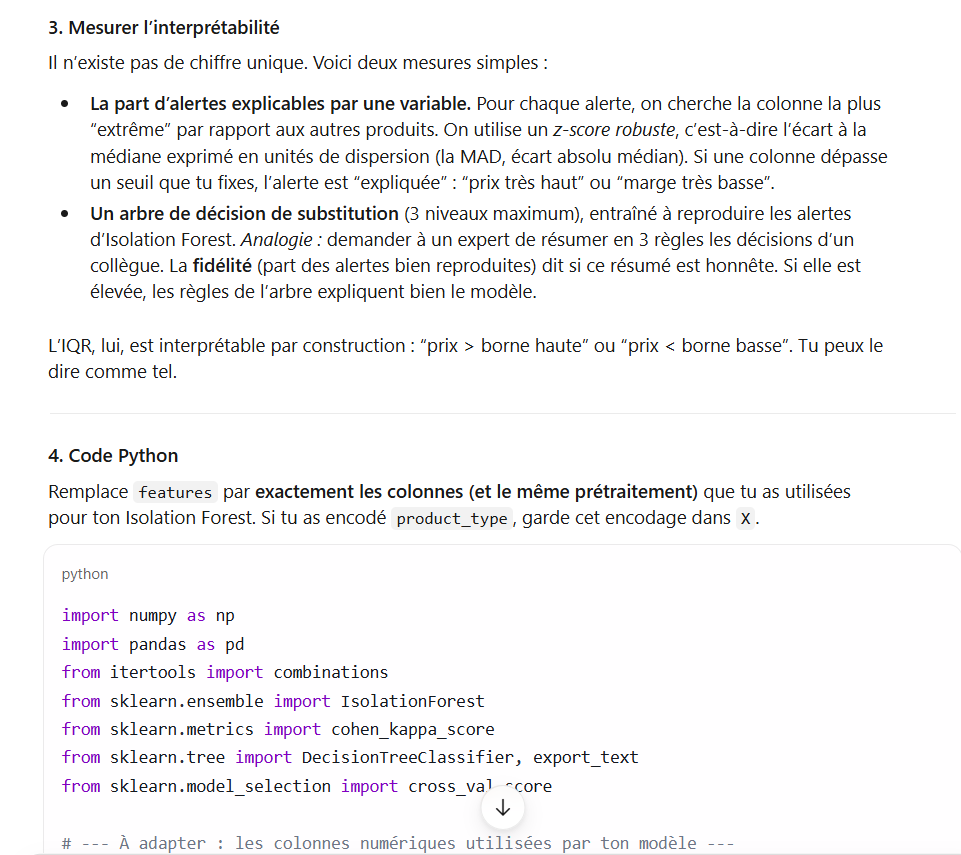 3. Mesurer l’interprétabilité
Il n’existe pas de chiffre unique. Voici deux mesures simples :
• La part d’alertes explicables par une variable. Pour chaque alerte, on cherche la colonne la plus
“extrême” par rapport aux autres produits. On utilise un z-score robuste, c’est-à-dire l’écart à la
médiane exprimé en unités de dispersion (la MAD, écart absolu médian). Si une colonne dépasse
un seuil que tu fixes, l’alerte est “expliquée” : “prix très haut” ou “marge très basse”.
• Un arbre de décision de substitution (3 niveaux maximum), entraîné à reproduire les alertes
d’Isolation Forest. Analogie : demander à un expert de résumer en 3 règles les décisions d’un
collègue. La fidélité (part des alertes bien reproduites) dit si ce résumé est honnête. Si elle est
élevée, les règles de l’arbre expliquent bien le modèle.
L’IQR, lui, est interprétable par construction : “prix > borne haute” ou “prix < borne basse”. Tu peux le
dire comme tel.
4. Code Python
Remplace features par exactement les colonnes (et le même prétraitement) que tu as utilisées
pour ton Isolation Forest. Si tu as encodé product_type, garde cet encodage dans X.
python
import numpy as np
import pandas as pd
from itertools import combinations
from sklearn.ensemble import IsolationForest
from sklearn.metrics import cohen_kappa_score
from sklearn.tree import DecisionTreeClassifier, export_text
from sklearn.model_selection import cross_val_score
# --- À adapter : les colonnes numériques utilisées par ton modèle ---